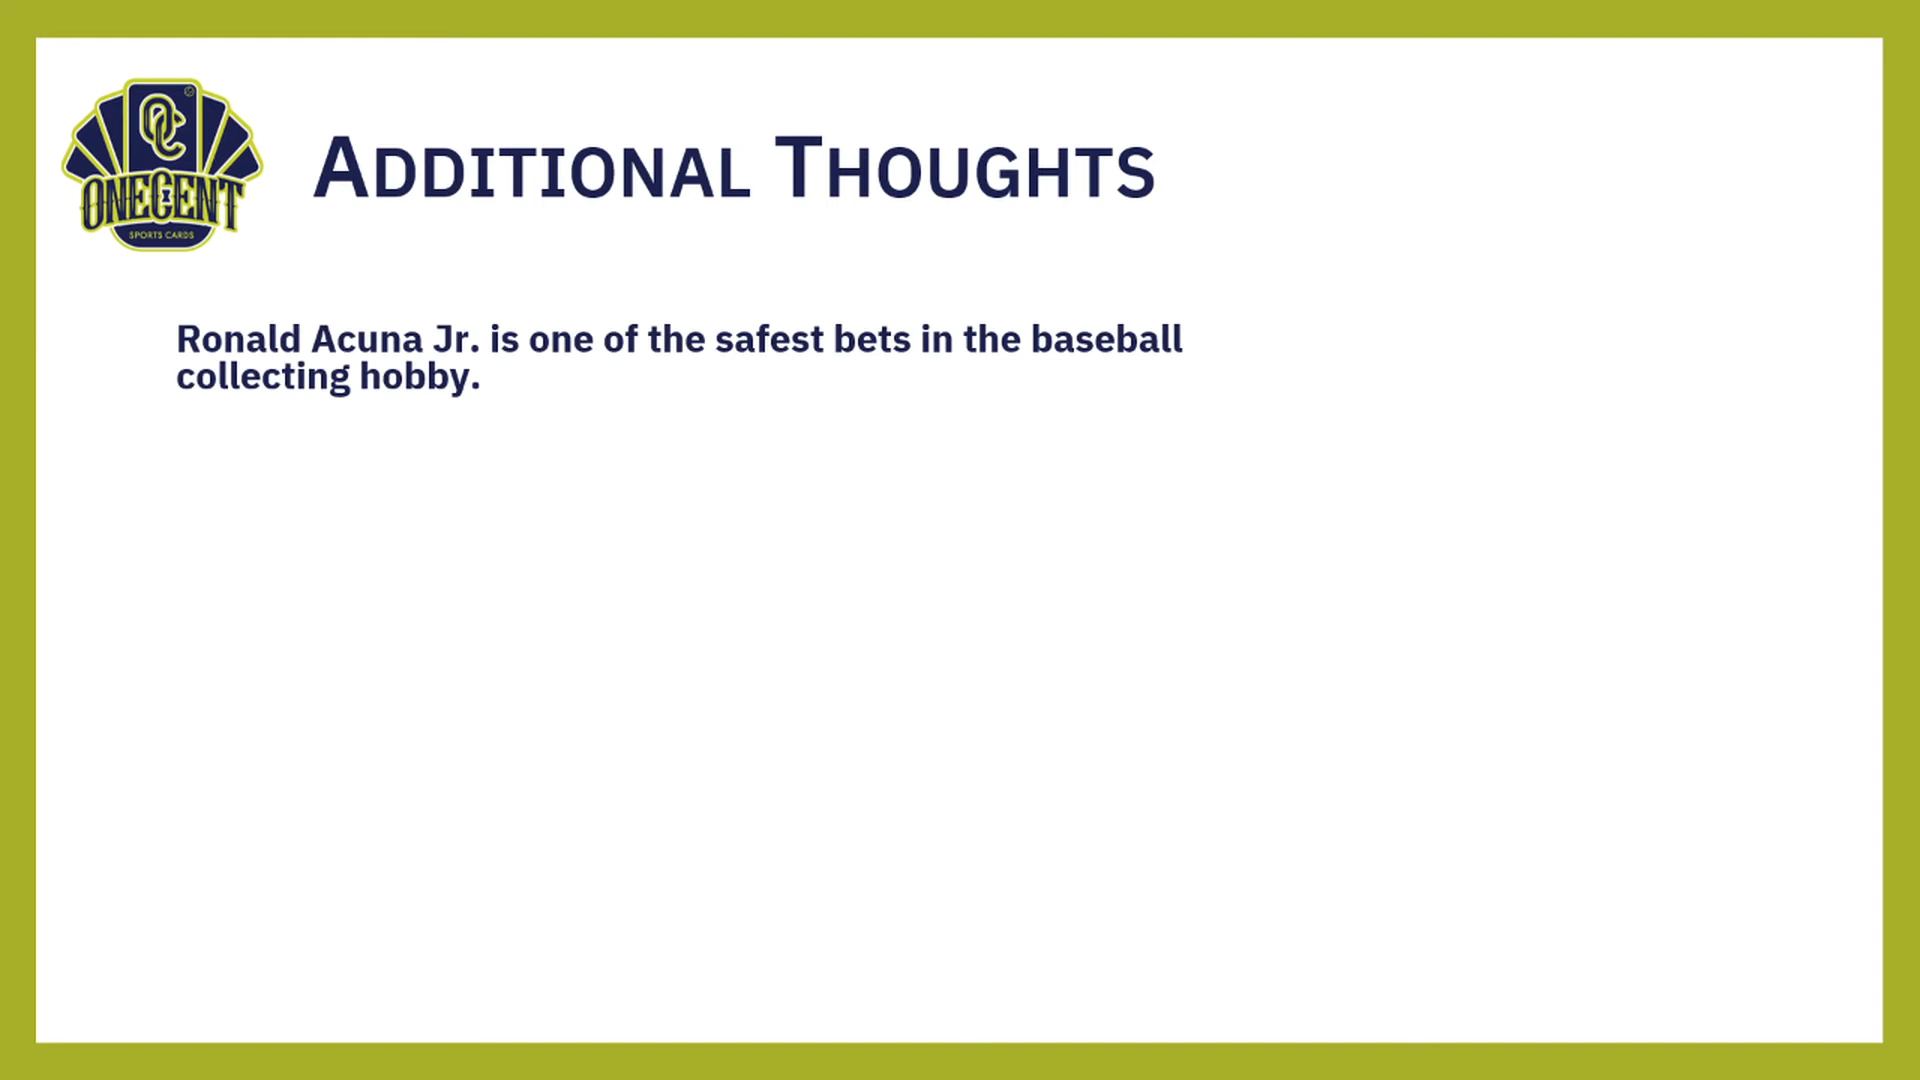 OC
ONECENT
SPORTS CARDS
ADDITIONAL THOUGHTS
Ronald Acuna Jr. is one of the safest bets in the baseball
collecting hobby.